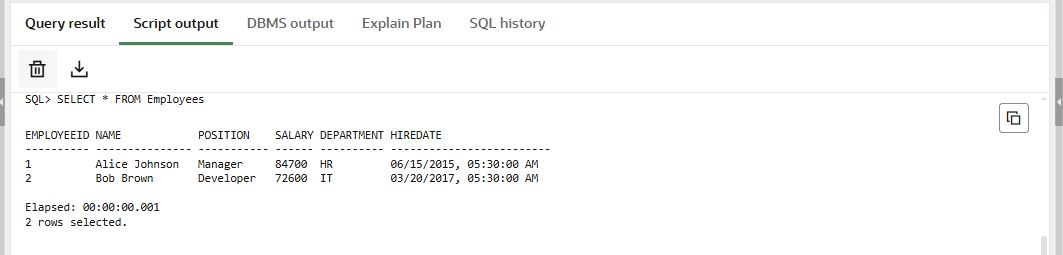 Query result Script output DBMS output Explain Plan SQL history
SQL> SELECT * FROM Employees
EMPLOYEEID NAME POSITION SALARY DEPARTMENT HIREDATE
---------- --------------- ----------- ------ ---------- -------------------------
1 Alice Johnson Manager 84700 HR 06/15/2015, 05:30:00 AM
2 Bob Brown Developer 72600 IT 03/20/2017, 05:30:00 AM
Elapsed: 00:00:00.001
2 rows selected.